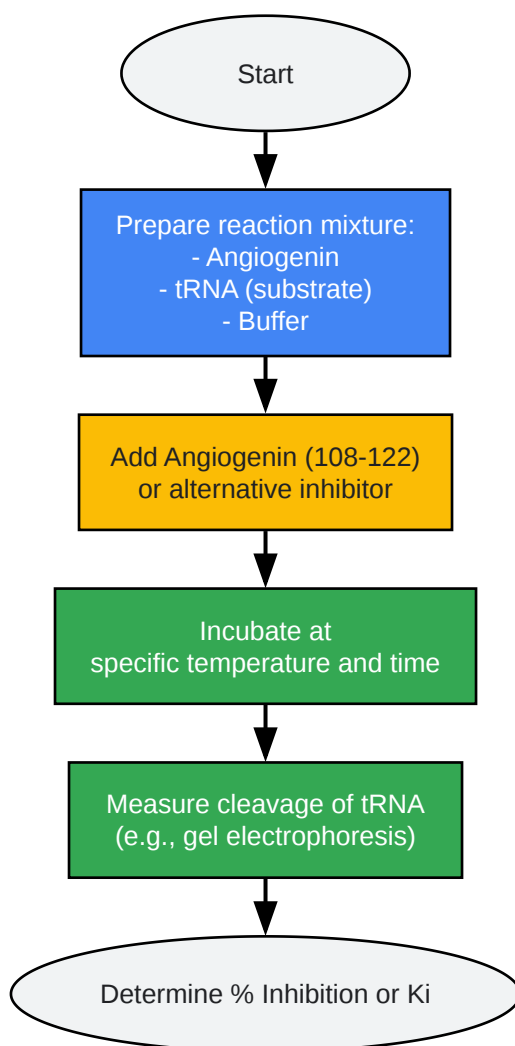 Start
Prepare reaction mixture:
- Angiogenin
- tRNA (substrate)
- Buffer
Add Angiogenin (108-122)
or alternative inhibitor
Incubate at
specific temperature and time
Measure cleavage of tRNA
(e.g., gel electrophoresis)
Determine % Inhibition or Ki